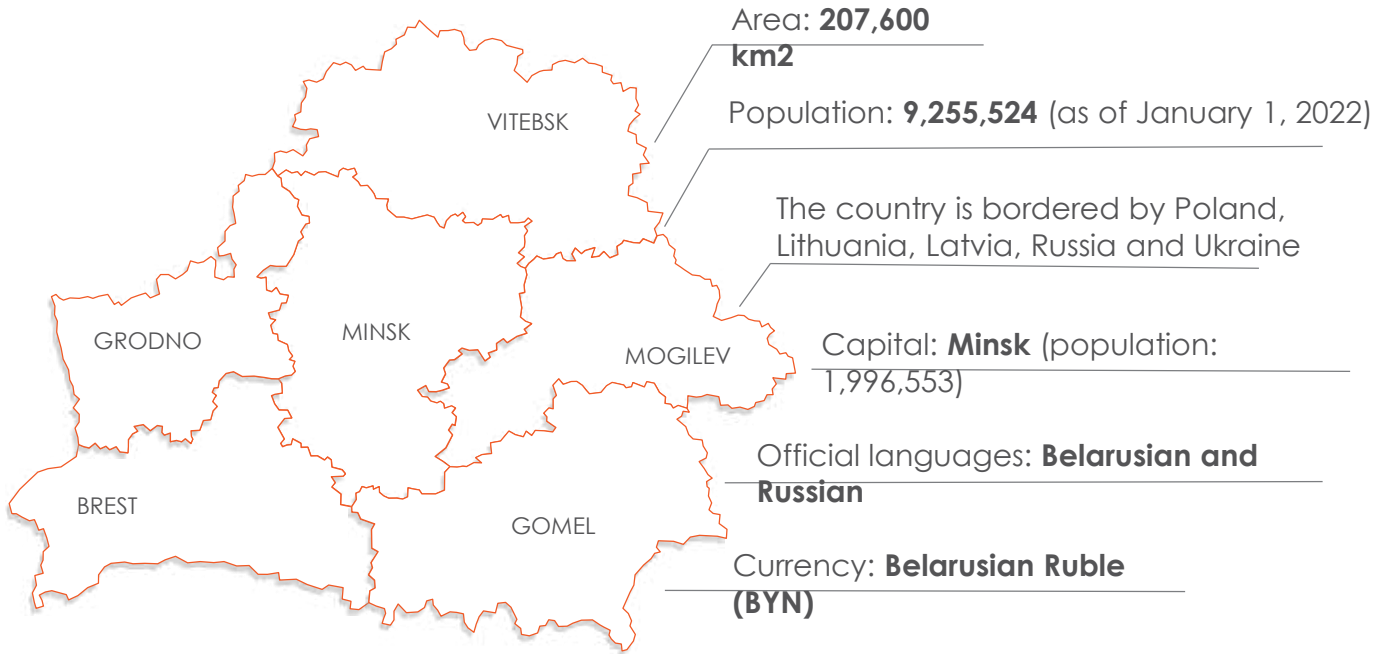 Area: 207,600
km2
VITEBSK
Population: 9,255,524 (as of January 1, 2022)
The country is bordered by Poland,
Lithuania, Latvia, Russia and Ukraine
GRODNO
MINSK
MOGILEV
Capital: Minsk (population:
1,996,553)
Official languages: Belarusian and
Russian
BREST
GOMEL
Currency: Belarusian Ruble
(BYN)